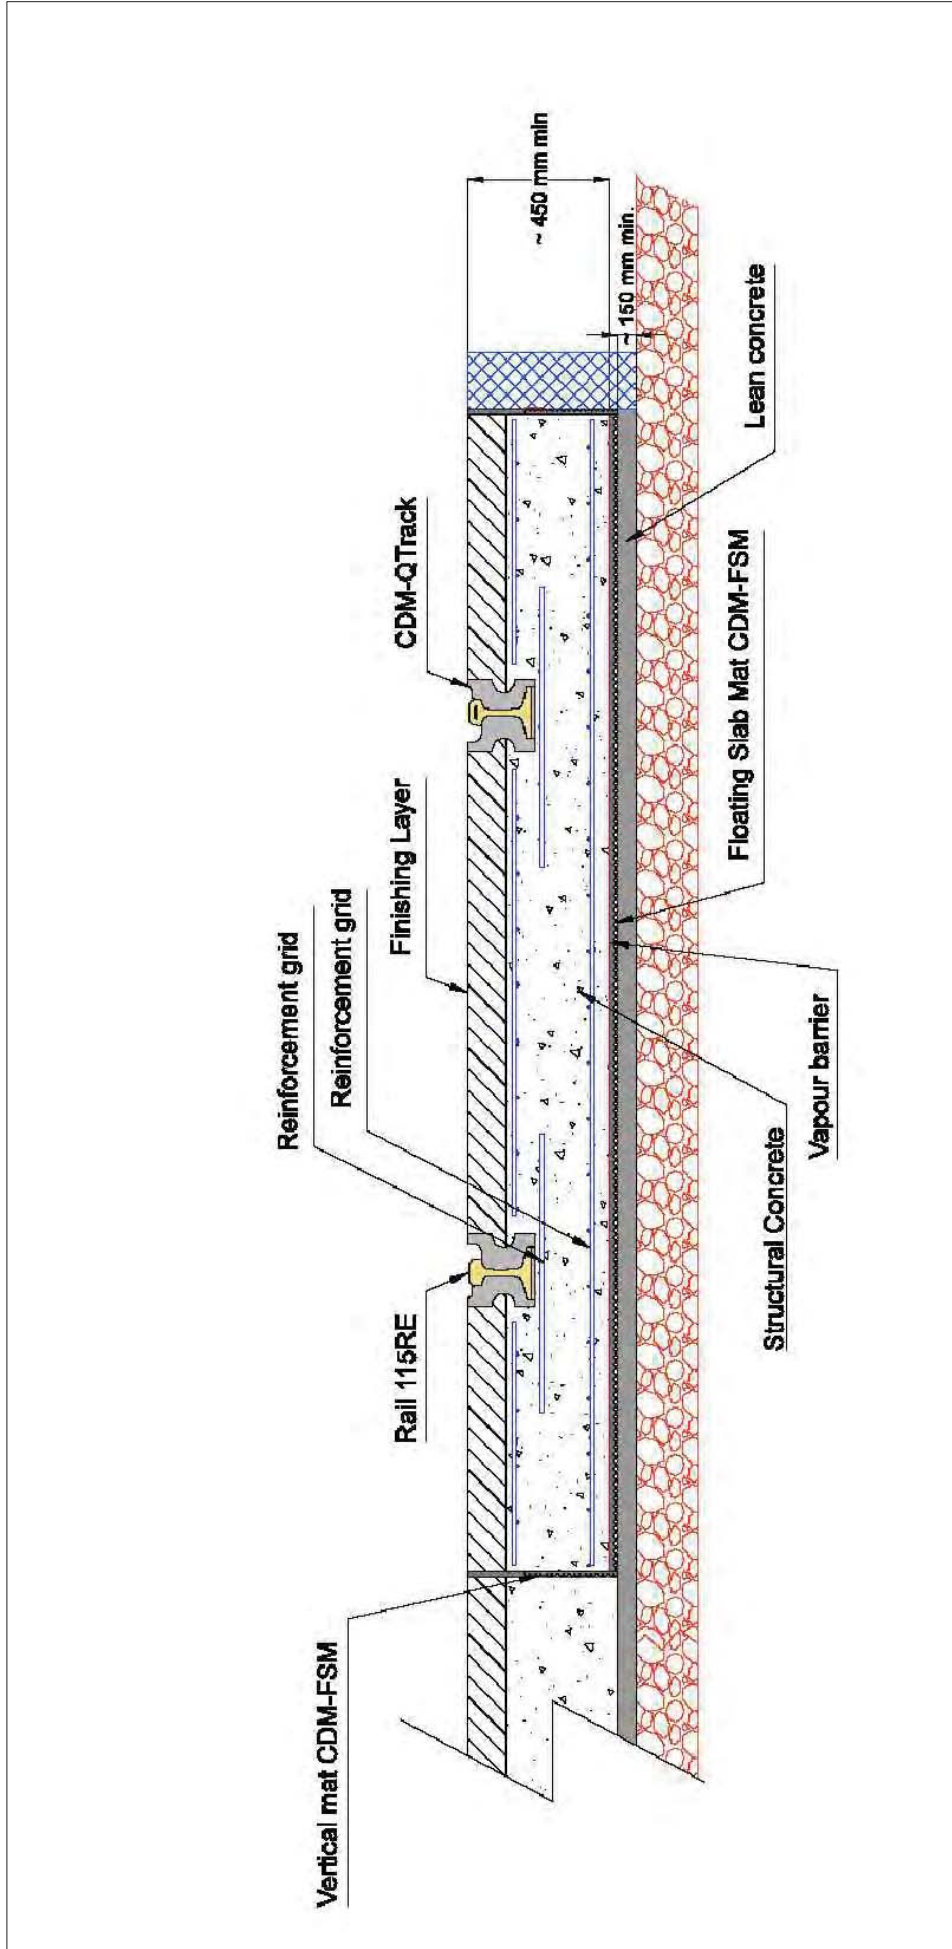 Vertical mat CDM-FSM
Rail 115RE
Reinforcement grid
Reinforcement grid
Finishing Layer
CDM-QTrack
~ 450 mm min
~ 150 mm min.
Structural Concrete
Vapour barrier
Floating Slab Mat CDM-FSM
Lean concrete